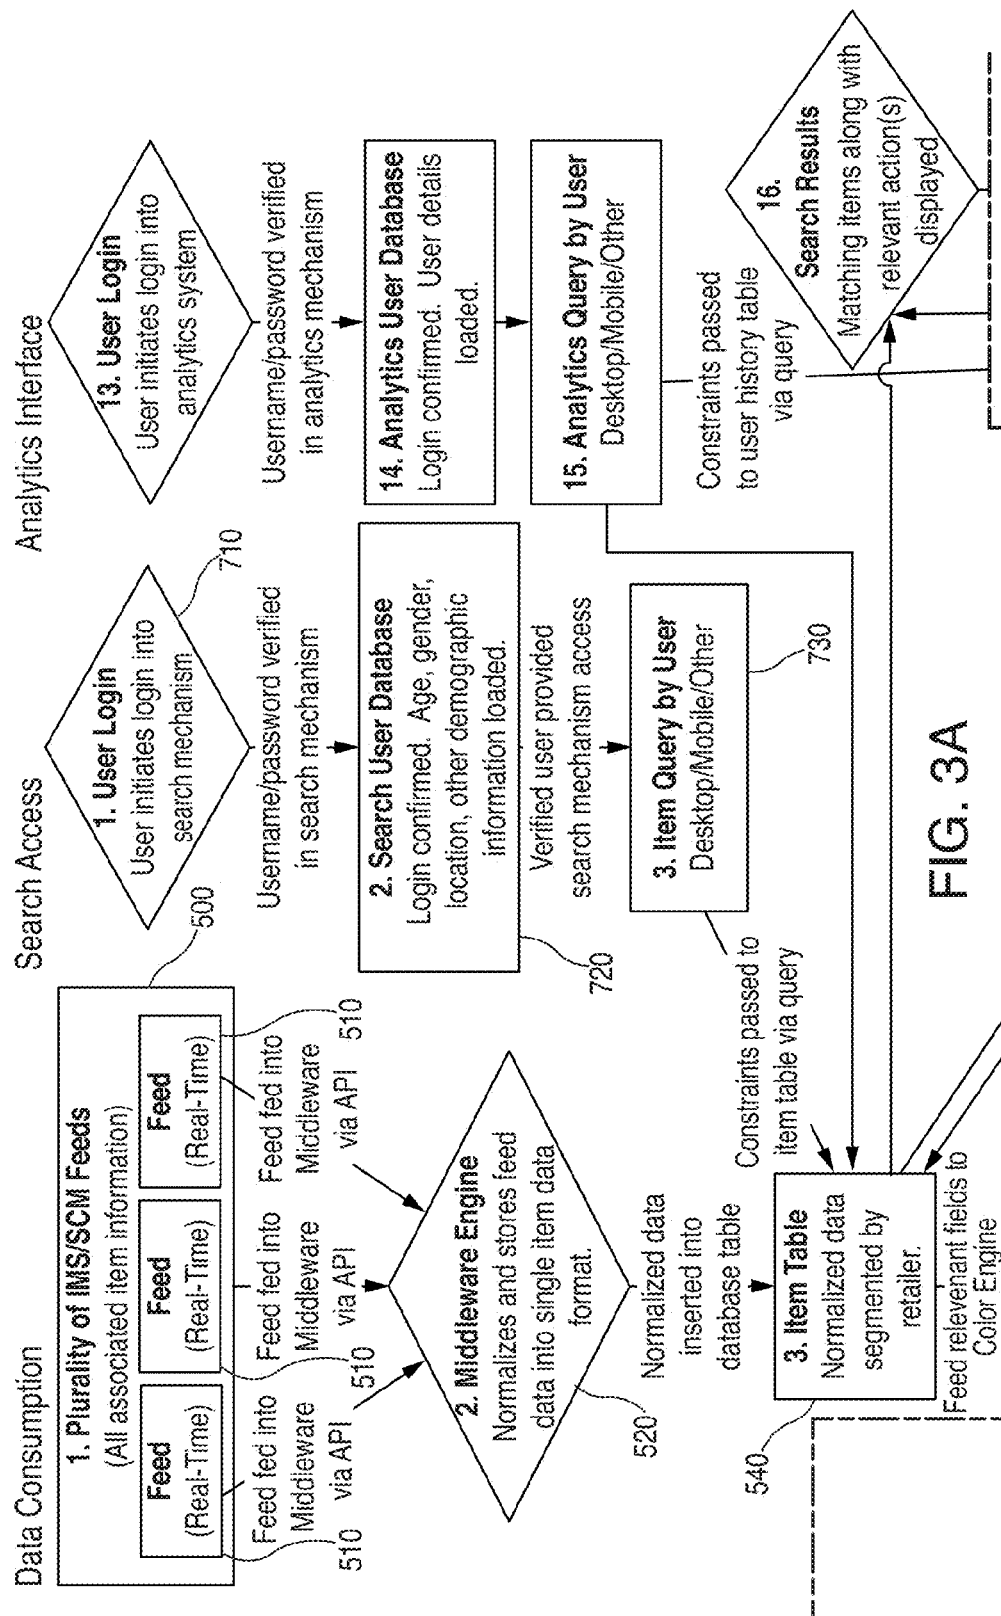 Data Consumption
1. Plurality of IMS/SCM Feeds
(All associated item information)
Feed
(Real-Time)
Feed
(Real-Time)
Feed
(Real-Time)
500
510
510
510
Feed fed into
Middleware
via API
Feed fed into
Middleware
via API
Feed fed into
Middleware
via API
2. Middleware Engine
Normalizes and stores feed
data into single item data
format.
520
Normalized data
inserted into
database table
3. Item Table
Normalized data
segmented by
retailer.
540
Feed relevenant fields to
Color Engine
Search Access
1. User Login
User initiates login into
search mechanism
710
Username/password verified
in search mechanism
2. Search User Database
Login confirmed. Age, gender,
location, other demographic
information loaded.
720
Verified user provided
search mechanism access
3. Item Query by User
Desktop/Mobile/Other
730
Constraints passed to
item table via query
Analytics Interface
13. User Login
User initiates login into
analytics system
Username/password verified
in analytics mechanism
14. Analytics User Database
Login confirmed. User details
loaded.
15. Analytics Query by User
Desktop/Mobile/Other
Constraints passed
to user history table
via query
16.
Search Results
Matching items along with
relevant action(s)
displayed
FIG. 3A